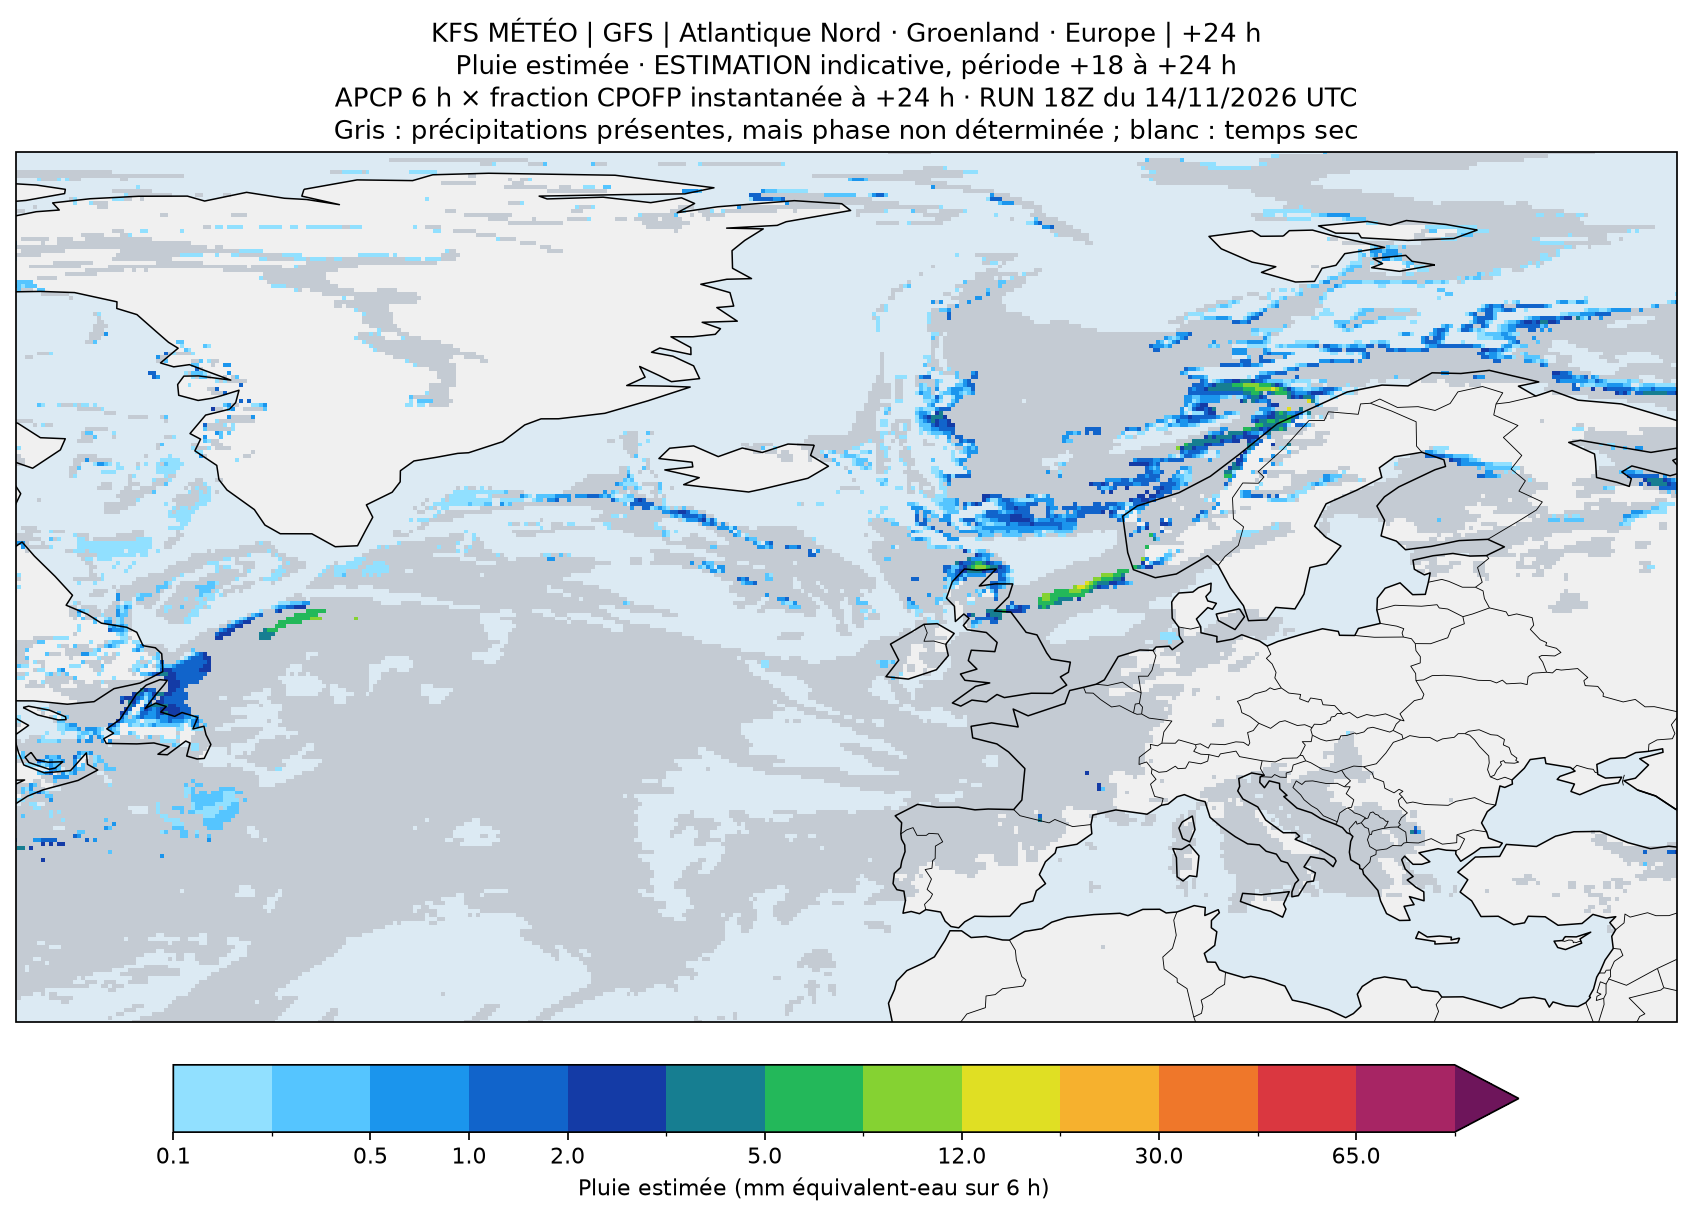 KFS MÉTÉO | GFS | Atlantique Nord · Groenland · Europe | +24 h
Pluie estimée · ESTIMATION indicative, période +18 à +24 h
APCP 6 h × fraction CPOFP instantanée à +24 h · RUN 18Z du 14/11/2026 UTC
Gris : précipitations présentes, mais phase non déterminée ; blanc : temps sec
0.1 0.5 1.0 2.0 5.0 12.0 30.0 65.0
Pluie estimée (mm équivalent-eau sur 6 h)